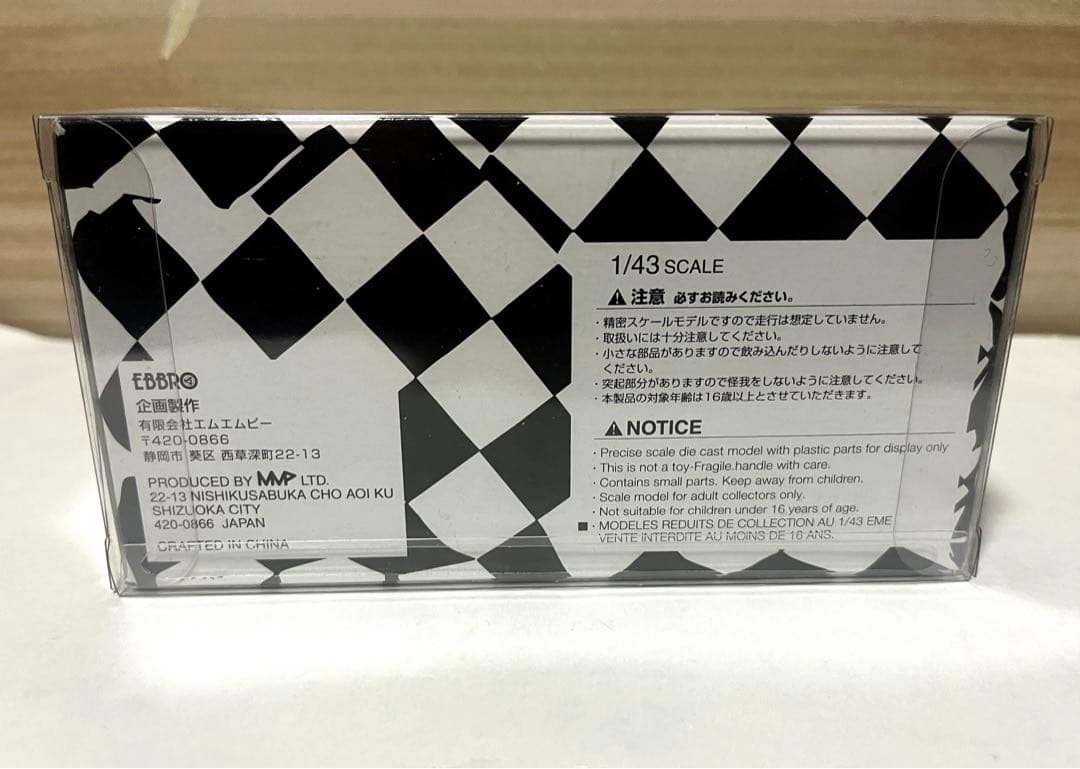 EBBRO
企画製作
有限会社エムエムピー
〒420-0866
静岡市 葵区 西草深町22-13
PRODUCED BY MMP LTD.
22-13 NISHIKUSABUKA CHO AOI KU
SHIZUOKA CITY
420-0866 JAPAN
CRAFTED IN CHINA
1/43 SCALE
注意 必ずお読みください。
・精密スケールモデルですので走行は想定していません。
・取扱いには十分注意してください。
・小さな部品がありますので飲み込んだりしないように注意して
ください。
・突起部分がありますので怪我をしないように注意してください。
・本製品の対象年齢は16歳以上とさせていただきます。
NOTICE
・Precise scale die cast model with plastic parts for display only
・This is not a toy-Fragile.handle with care.
・Contains small parts. Keep away from children.
・Scale model for adult collectors only.
・Not suitable for children under 16 years of age.
■・MODELES REDUITS DE COLLECTION AU 1/43 EME
VENTE INTERDITE AU MOINS DE 16 ANS.